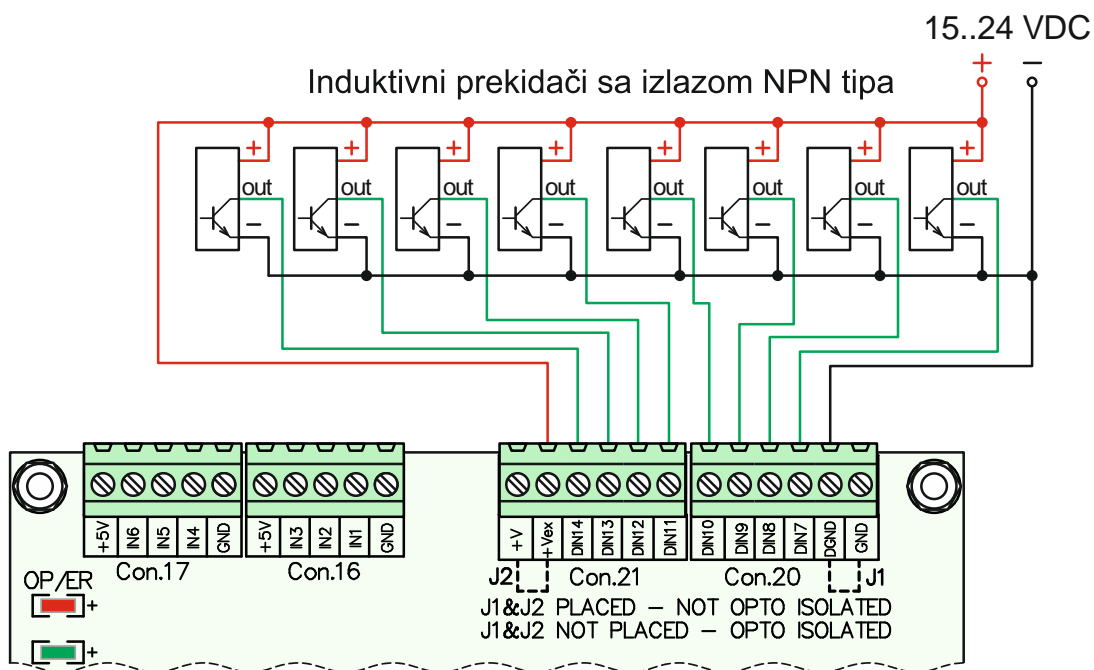 15..24 VDC
+ −
Induktivni prekidači sa izlazom NPN tipa
+ + + + + + + +
out out out out out out out out
− − − − − − − −
+5V IN6 IN5 IN4 GND +5V IN3 IN2 IN1 GND +V +Vex DIN14 DIN13 DIN12 DIN11 DIN10 DIN9 DIN8 DIN7 DGND GND
Con.17 Con.16 J2 Con.21 Con.20 J1
OP/ER
+
J1&J2 PLACED – NOT OPTO ISOLATED
J1&J2 NOT PLACED – OPTO ISOLATED
+